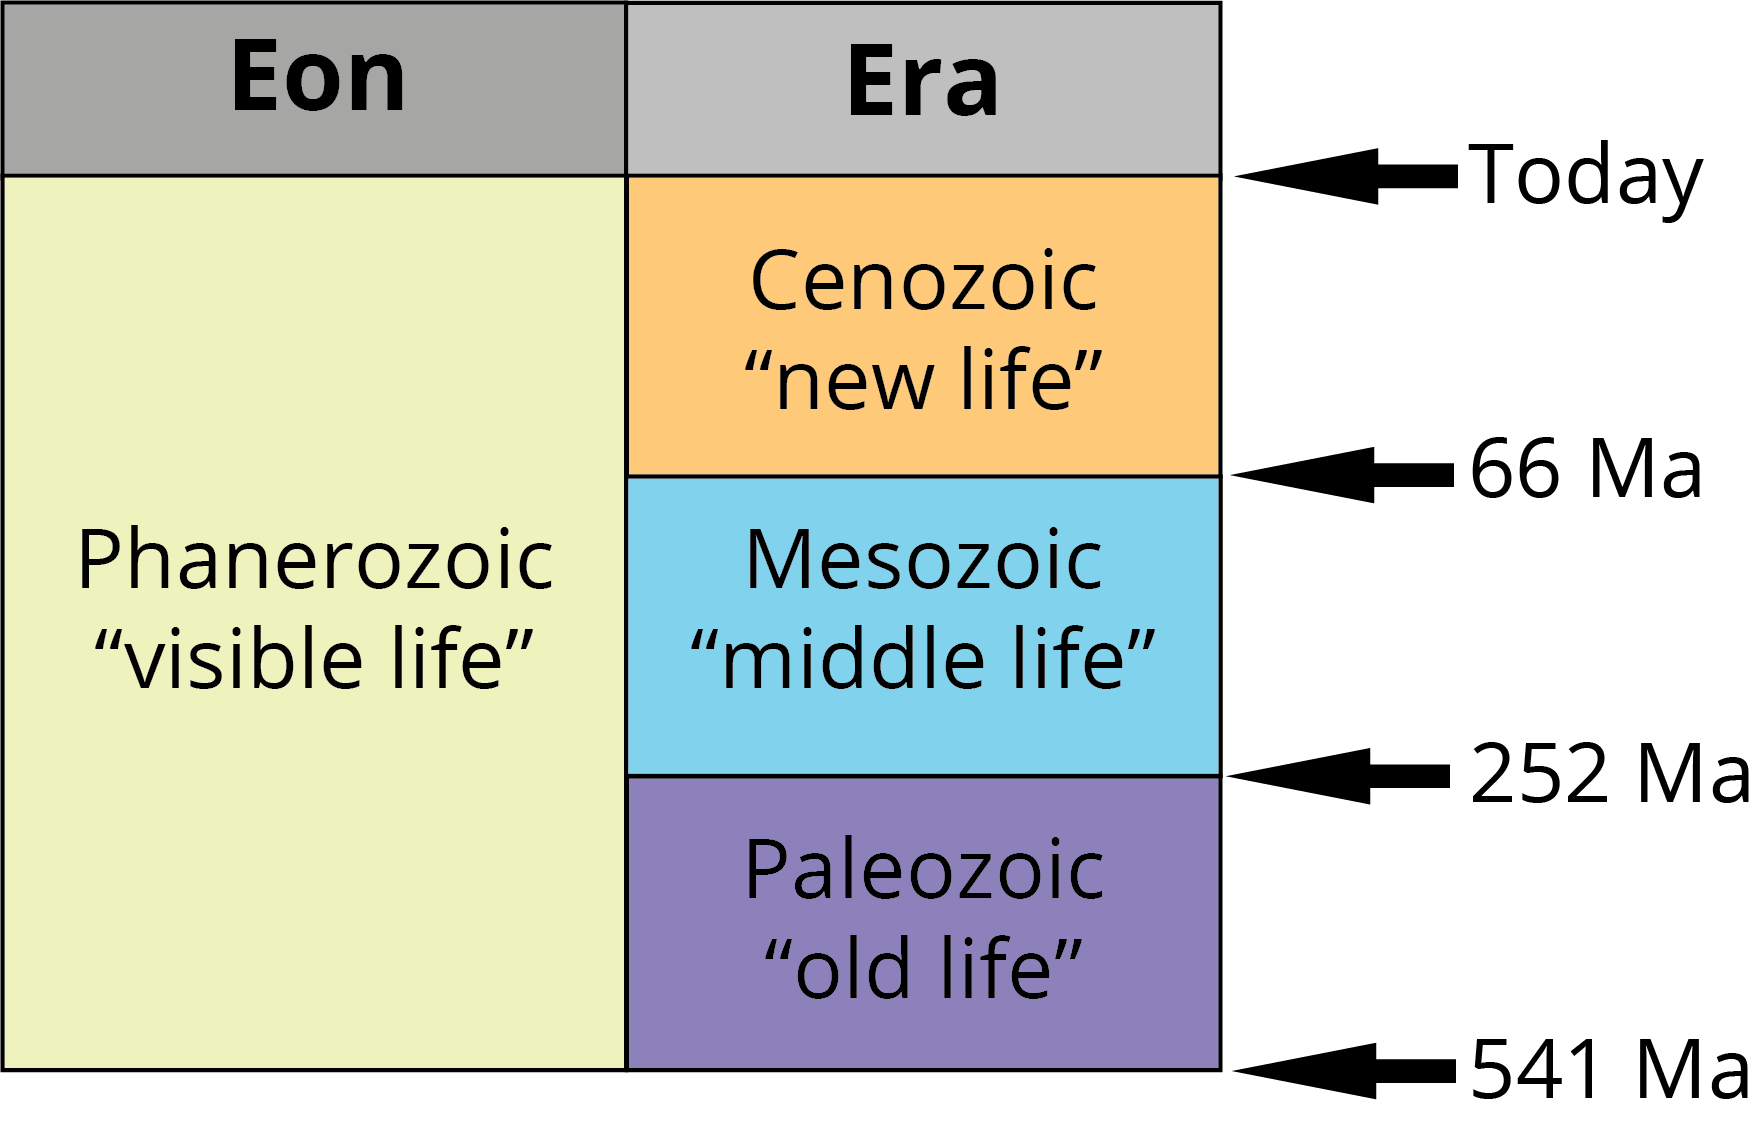 Eon
Era
Today
Cenozoic
“new life”
66 Ma
Phanerozoic
“visible life”
Mesozoic
“middle life”
252 Ma
Paleozoic
“old life”
541 Ma